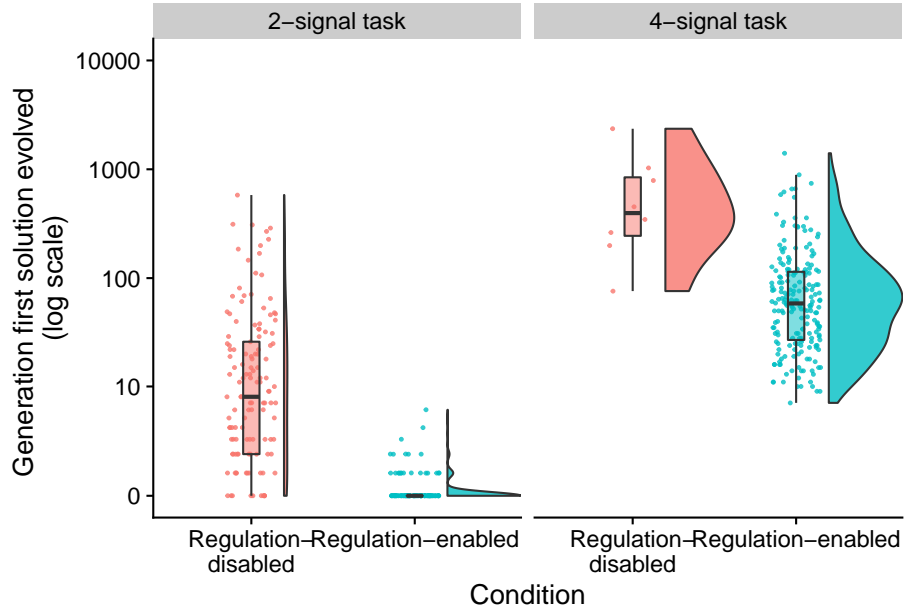 2−signal task
4−signal task
Generation first solution evolved
(log scale)
10000
1000
100
10
0
Regulation−
disabled
Regulation−enabled
Regulation−
disabled
Regulation−enabled
Condition